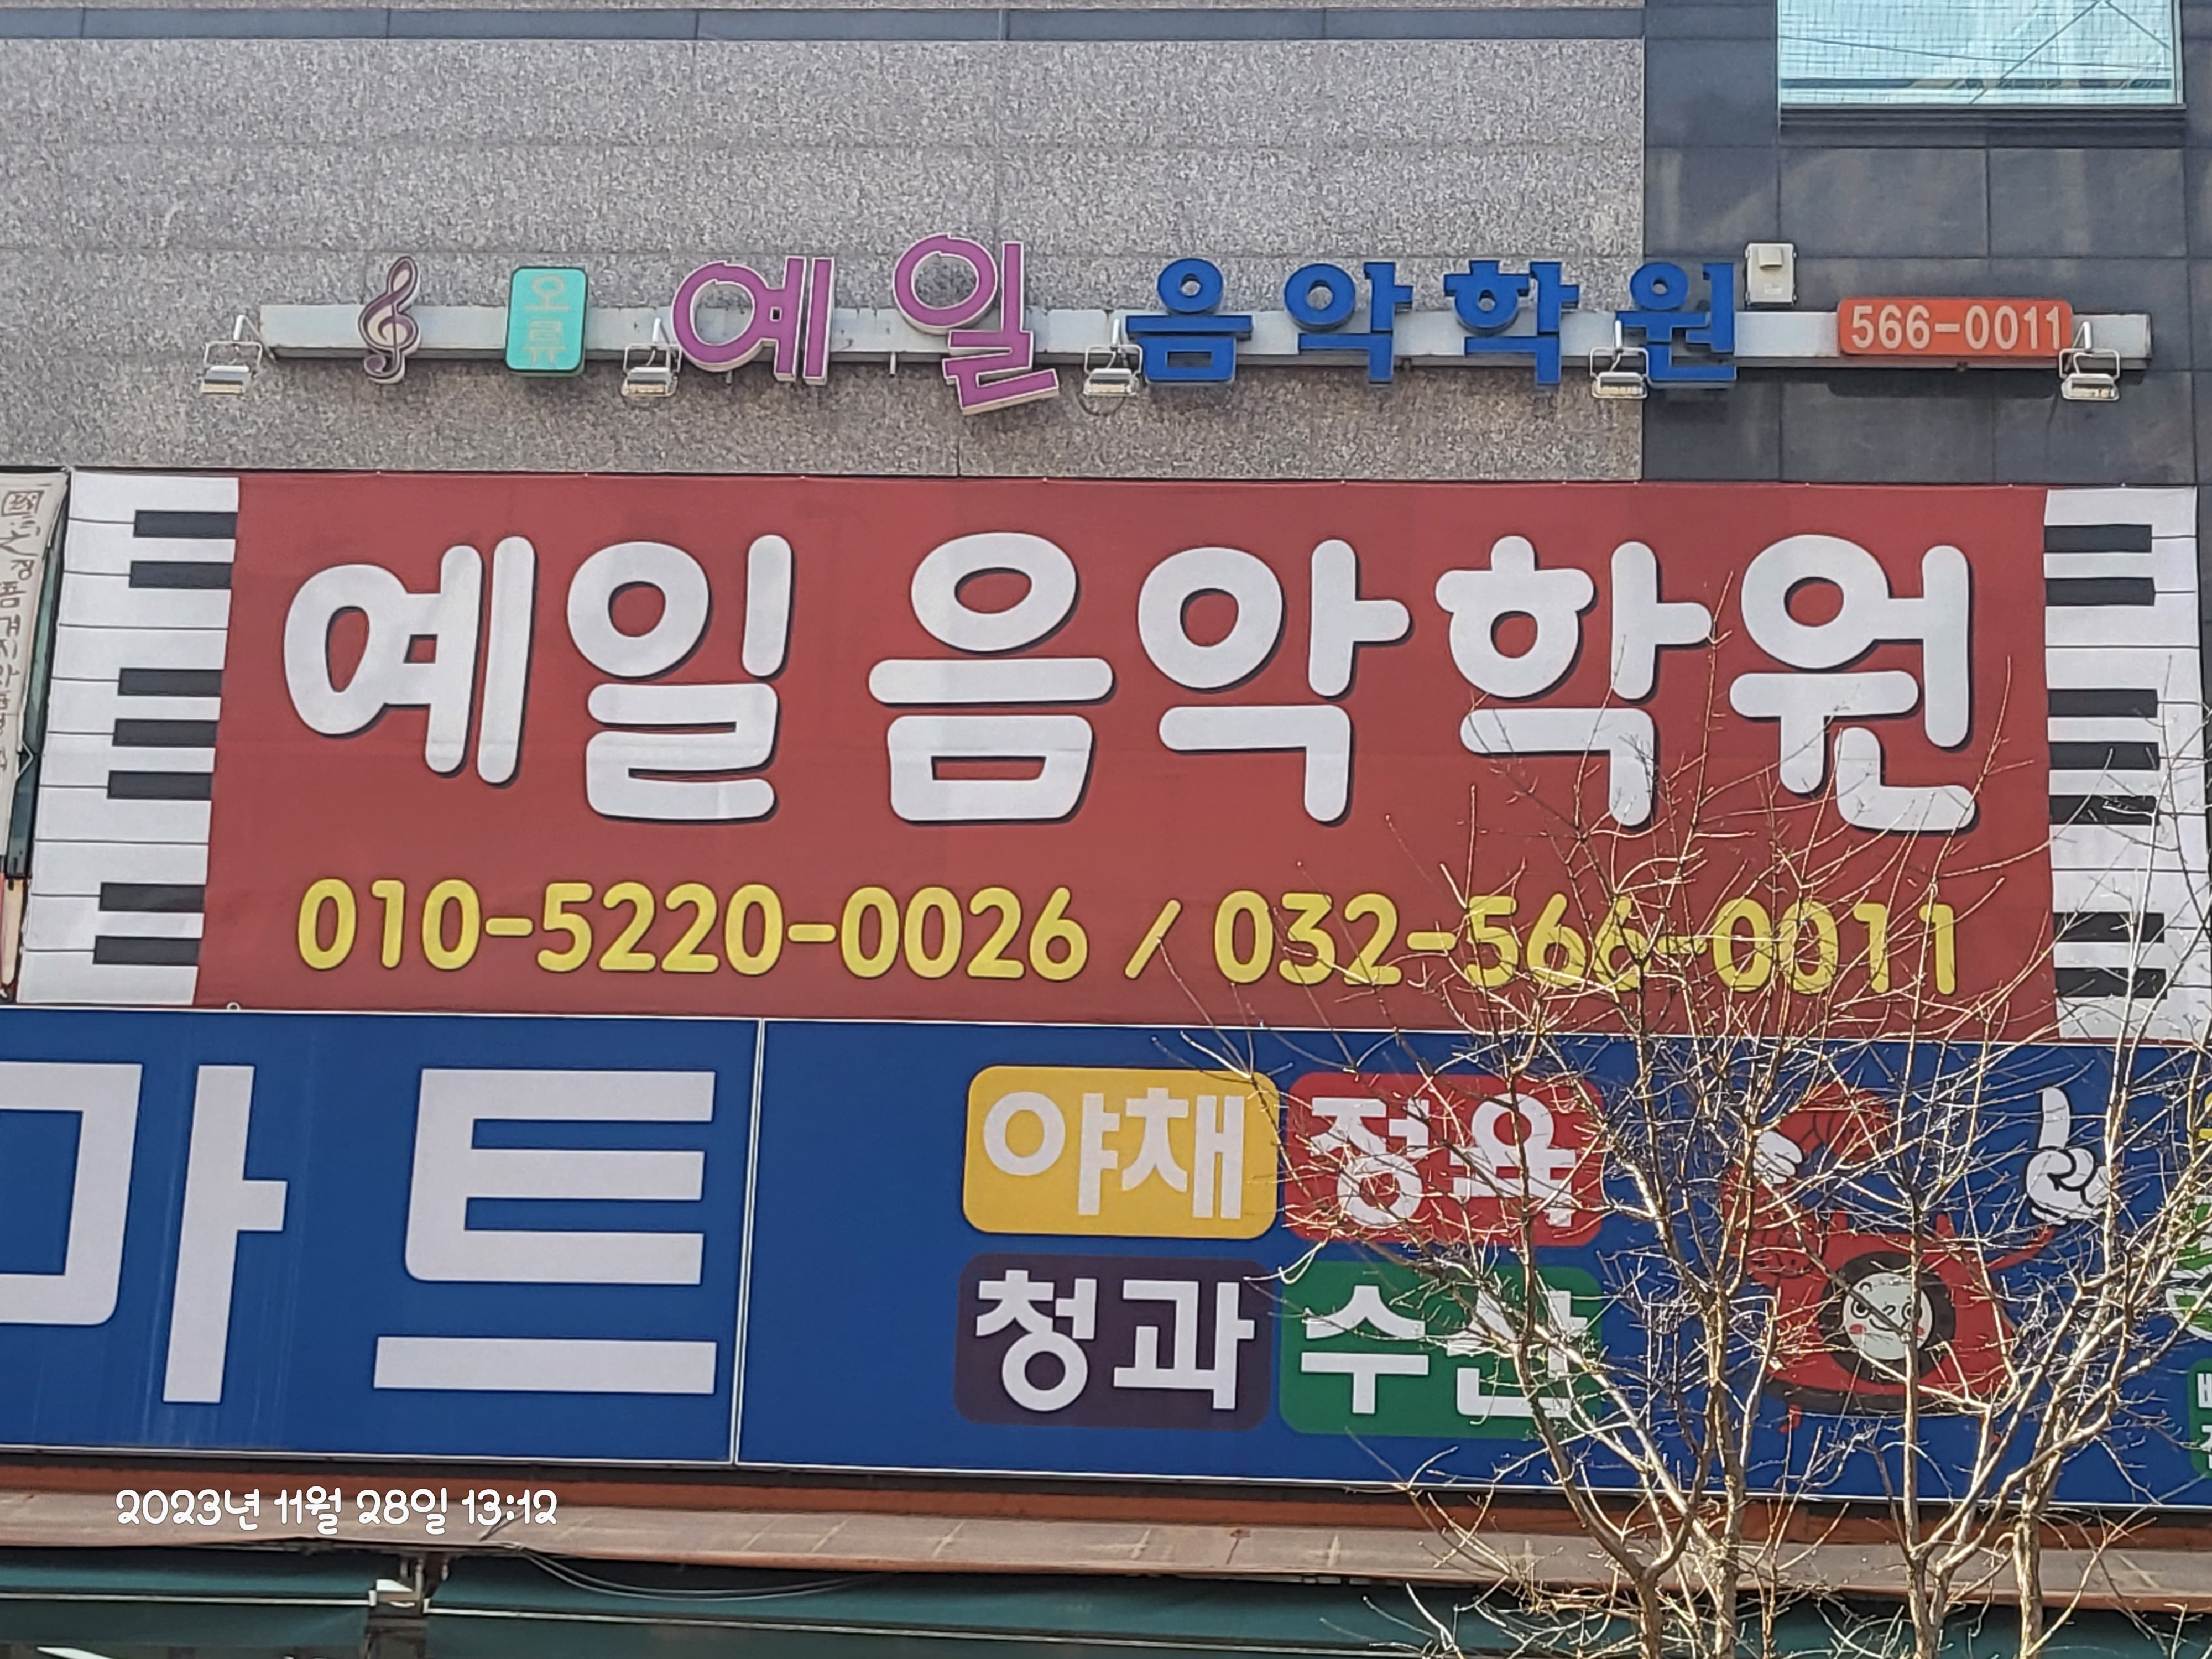 오류 예일 음악학원 566-0011
예일 음악학원
010-5220-0026 / 032-566-0011
마트
야채 정육
청과 수산
2023년 11월 28일 13:12